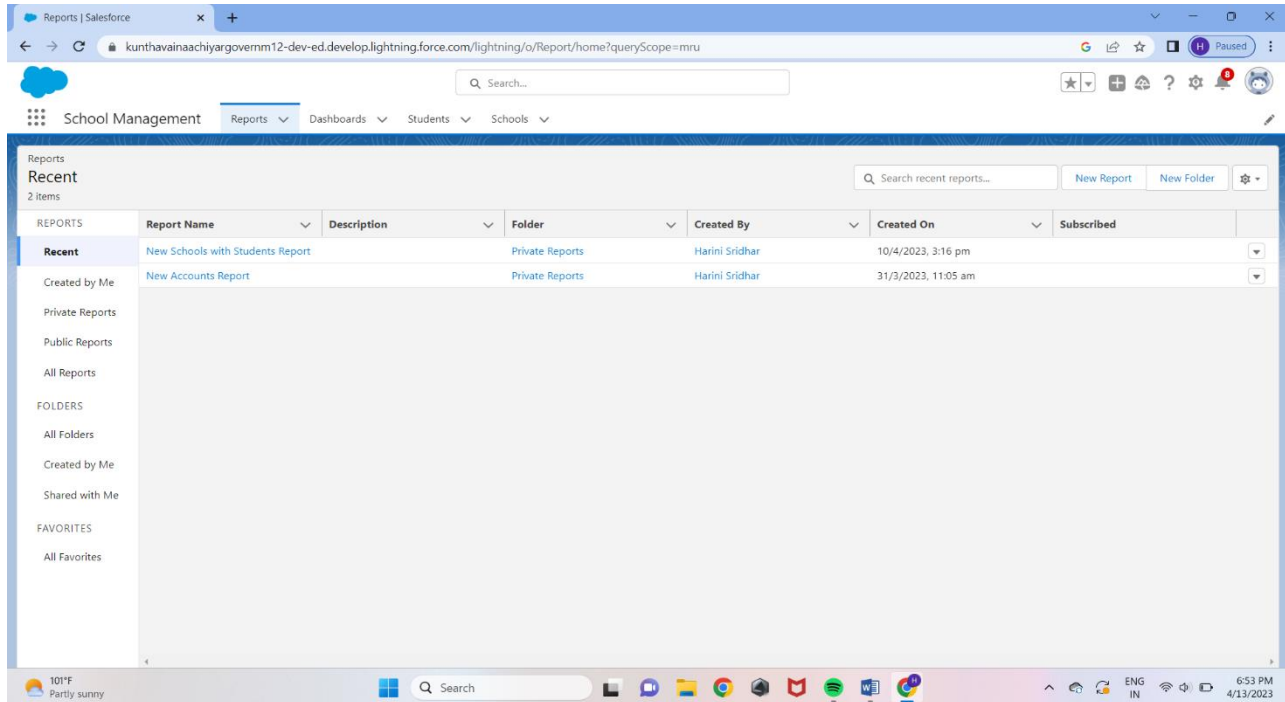 Reports | Salesforce
kunthavainaachiyargovernm12-dev-ed.develop.lightning.force.com/lightning/o/Report/home?queryScope=mru
H Paused
Search...
8
School Management Reports Dashboards Students Schools
Reports
Recent
2 items
Search recent reports...
New Report New Folder
REPORTS Report Name Description Folder Created By Created On Subscribed
Recent New Schools with Students Report Private Reports Harini Sridhar 10/4/2023, 3:16 pm
New Accounts Report Private Reports Harini Sridhar 31/3/2023, 11:05 am
Created by Me
Private Reports
Public Reports
All Reports
FOLDERS
All Folders
Created by Me
Shared with Me
FAVORITES
All Favorites
101°F
Partly sunny
Search
H
ENG
IN
6:53 PM
4/13/2023